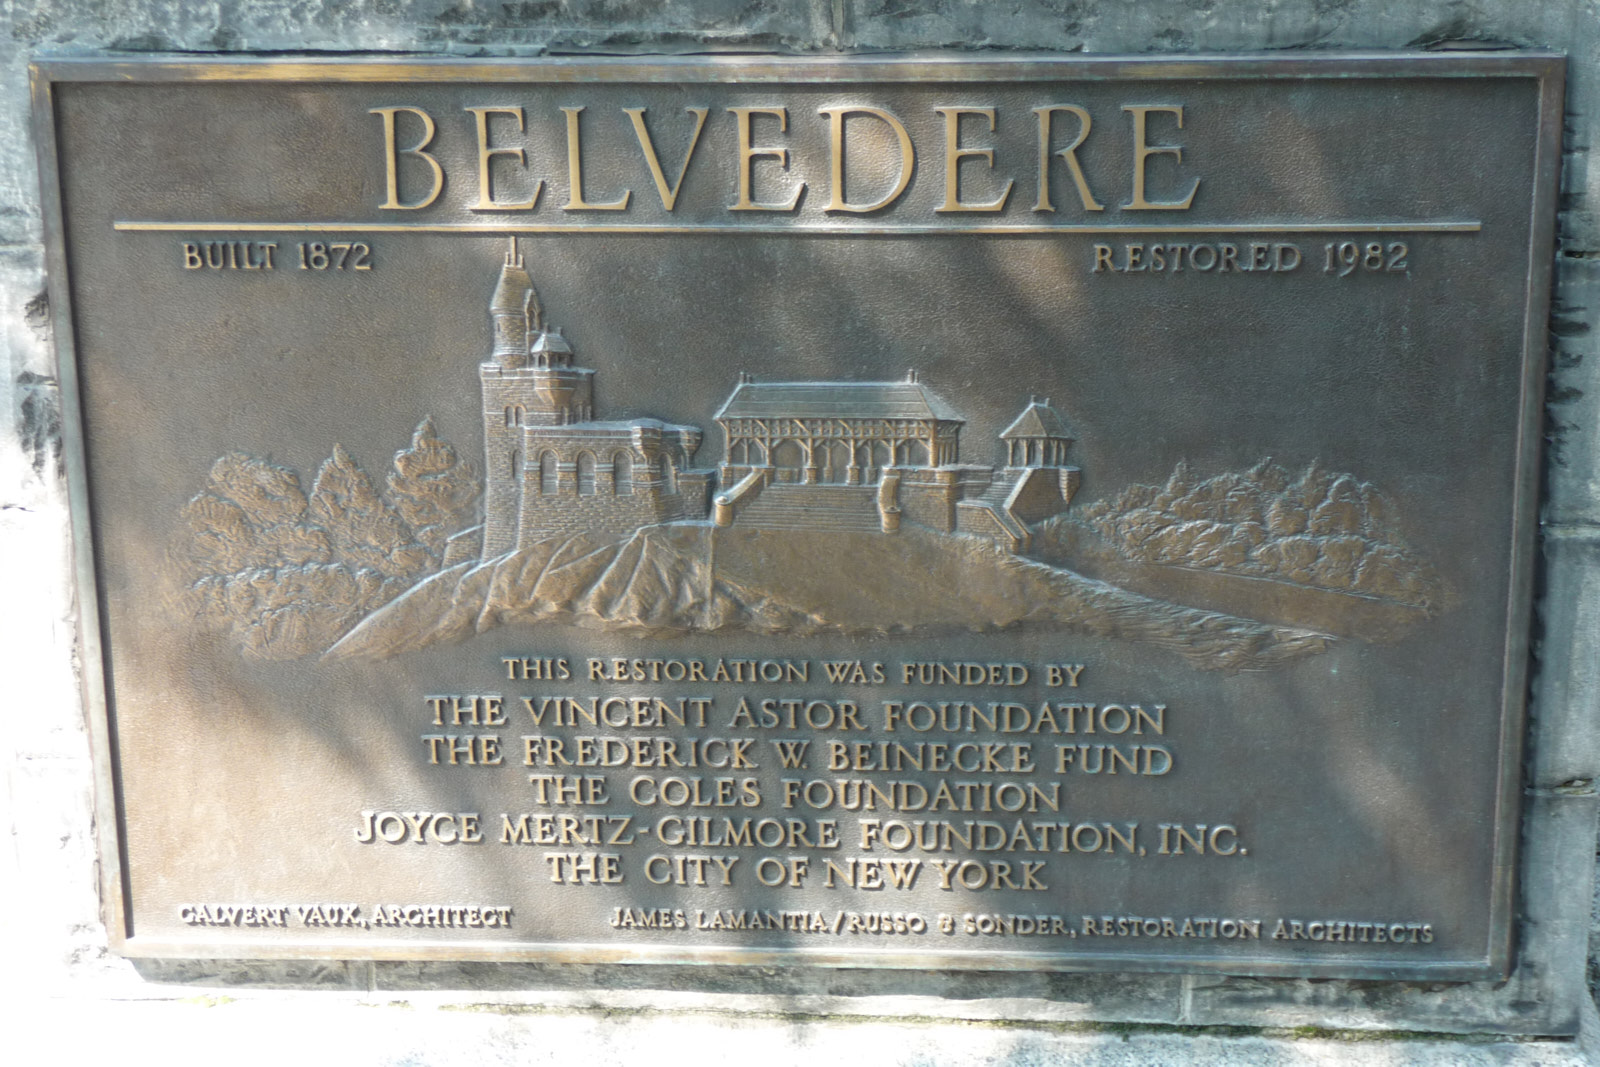 BELVEDERE
BUILT 1872
RESTORED 1982
THIS RESTORATION WAS FUNDED BY
THE VINCENT ASTOR FOUNDATION
THE FREDERICK W. BEINECKE FUND
THE COLES FOUNDATION
JOYCE MERTZ-GILMORE FOUNDATION, INC.
THE CITY OF NEW YORK
CALVERT VAUX, ARCHITECT
JAMES LAMANTIA/RUSSO & SONDER, RESTORATION ARCHITECTS